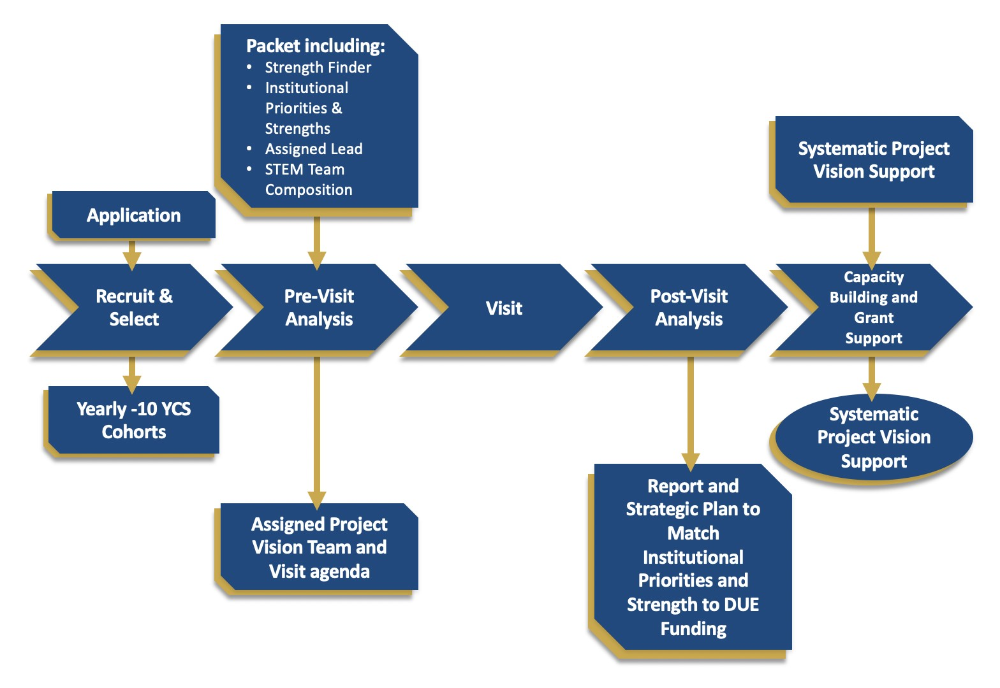 Packet including:
• Strength Finder
• Institutional
Priorities &
Strengths
• Assigned Lead
• STEM Team
Composition
Systematic Project
Vision Support
Application
Recruit &
Select
Pre-Visit
Analysis
Visit
Post-Visit
Analysis
Capacity
Building and
Grant
Support
Yearly -10 YCS
Cohorts
Systematic
Project Vision
Support
Assigned Project
Vision Team and
Visit agenda
Report and
Strategic Plan to
Match
Institutional
Priorities and
Strength to DUE
Funding